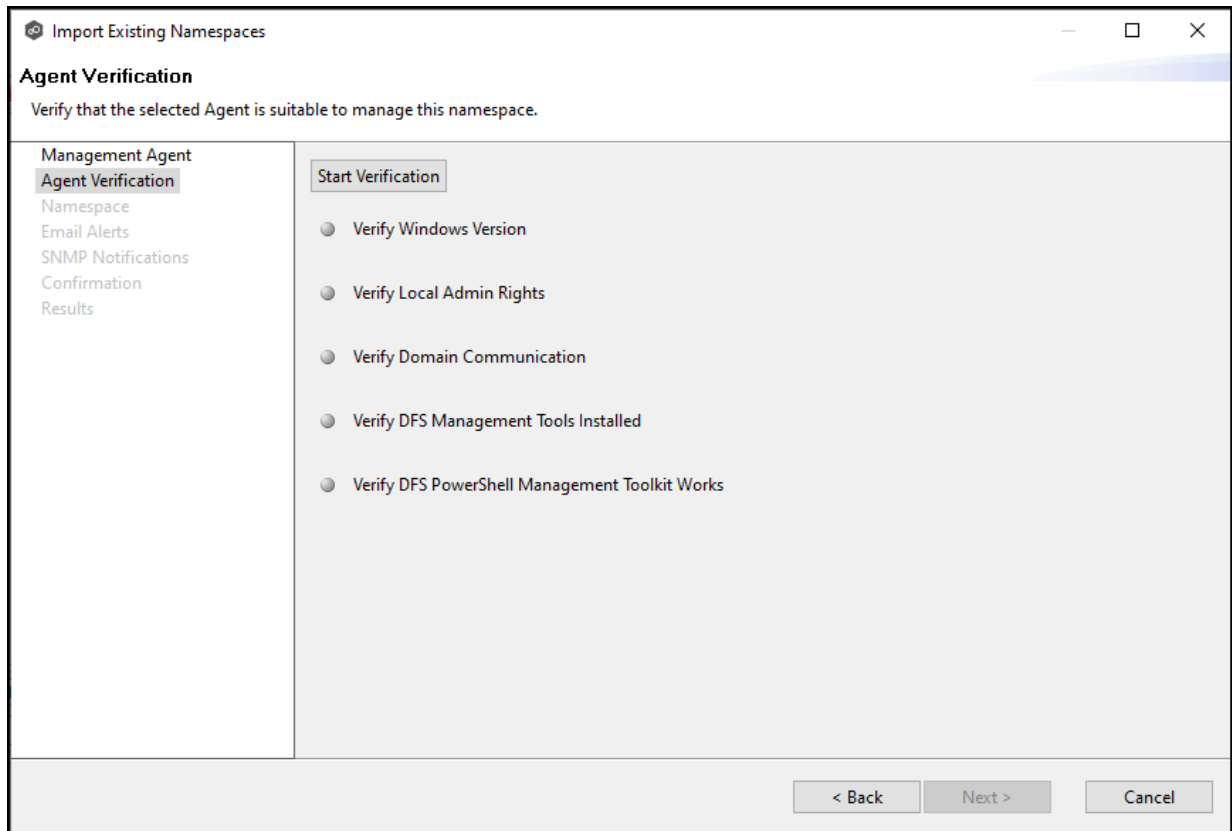 Import Existing Namespaces
Agent Verification
Verify that the selected Agent is suitable to manage this namespace.
Management Agent
Agent Verification
Namespace
Email Alerts
SNMP Notifications
Confirmation
Results
Start Verification
Verify Windows Version
Verify Local Admin Rights
Verify Domain Communication
Verify DFS Management Tools Installed
Verify DFS PowerShell Management Toolkit Works
< Back
Next >
Cancel